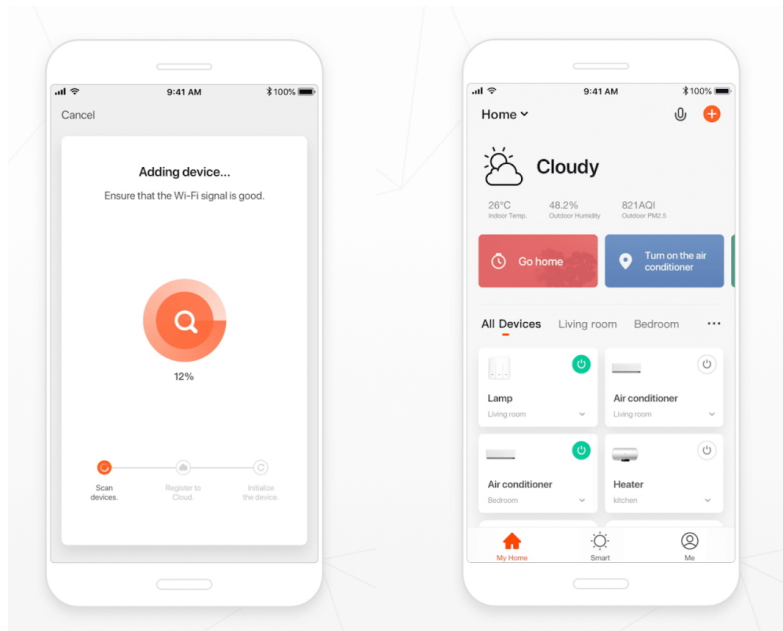 9:41 AM
100%
Cancel
Adding device...
Ensure that the Wi-Fi signal is good.
12%
Scan
devices.
Register to
Cloud.
Initialize
the device.
9:41 AM
100%
Home
Cloudy
26°C
Indoor Temp.
48.2%
Outdoor Humidity
821AQI
Outdoor PM2.5
Go home
Turn on the air
conditioner
All Devices
Living room
Bedroom
Lamp
Living room
Air conditioner
Living room
Air conditioner
Bedroom
Heater
kitchen
My Home
Smart
Me